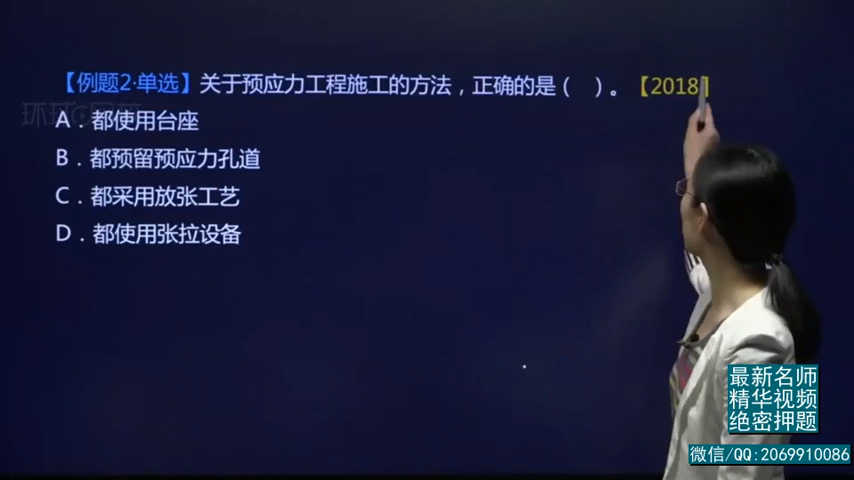 【例题2·单选】关于预应力工程施工的方法，正确的是（ ）。【2018】
A．都使用台座
B．都预留预应力孔道
C．都采用放张工艺
D．都使用张拉设备
最新名师
精华视频
绝密押题
微信/QQ:2069910086